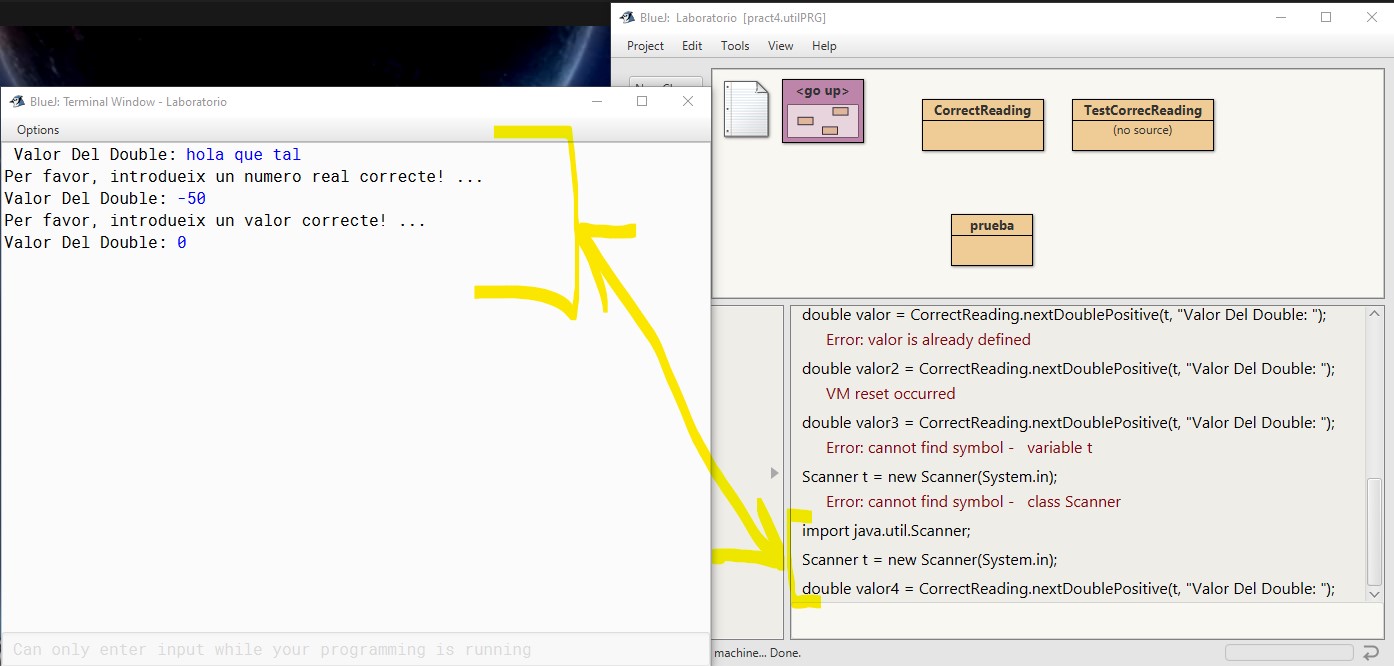 BlueJ: Laboratorio [pract4.utilPRG]
Project Edit Tools View Help
<go up>
CorrectReading
TestCorrecReading
(no source)
prueba
BlueJ: Terminal Window - Laboratorio
Options
Valor Del Double: hola que tal
Per favor, introdueix un numero real correcte! ...
Valor Del Double: -50
Per favor, introdueix un valor correcte! ...
Valor Del Double: 0
Can only enter input while your programming is running
double valor = CorrectReading.nextDoublePositive(t, "Valor Del Double: ");
Error: valor is already defined
double valor2 = CorrectReading.nextDoublePositive(t, "Valor Del Double: ");
VM reset occurred
double valor3 = CorrectReading.nextDoublePositive(t, "Valor Del Double: ");
Error: cannot find symbol - variable t
Scanner t = new Scanner(System.in);
Error: cannot find symbol - class Scanner
import java.util.Scanner;
Scanner t = new Scanner(System.in);
double valor4 = CorrectReading.nextDoublePositive(t, "Valor Del Double: ");
machine... Done.